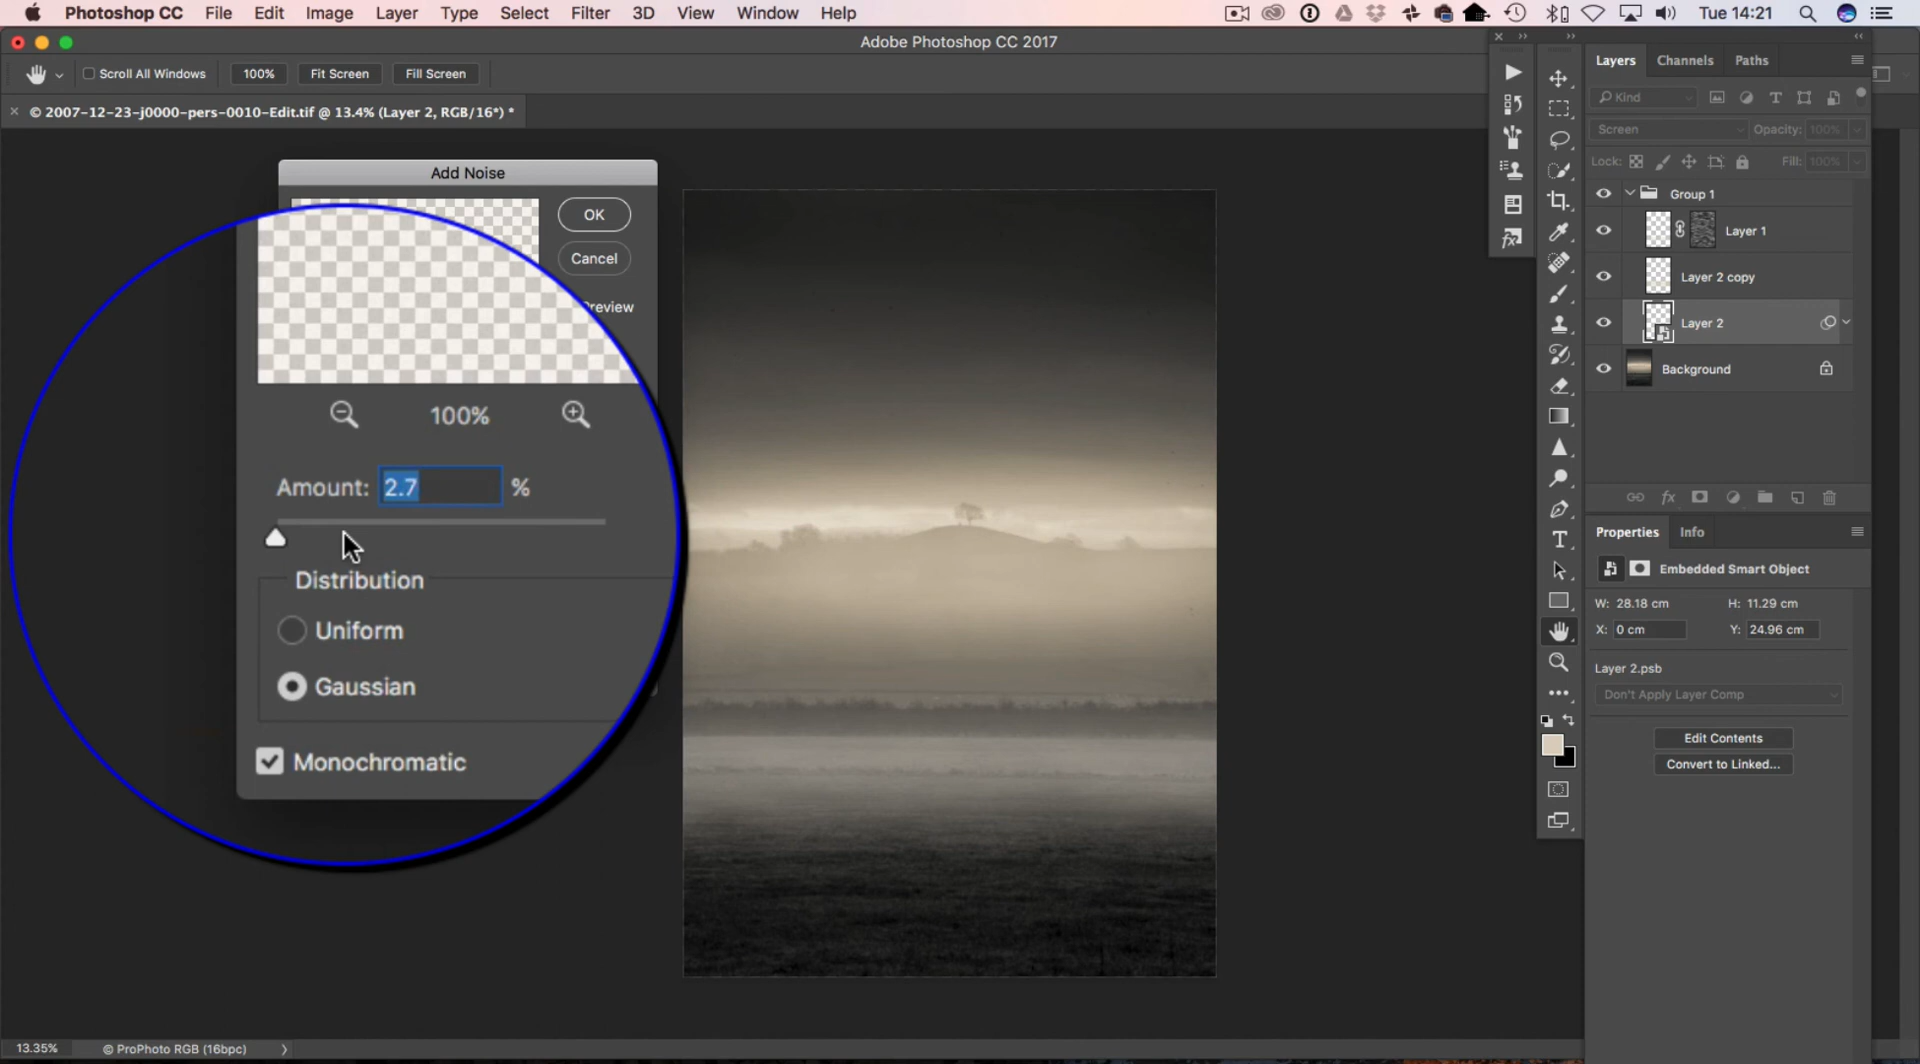 Photoshop CC File Edit Image Layer Type Select Filter 3D View Window Help Tue 14:21
Adobe Photoshop CC 2017
Scroll All Windows 100% Fit Screen Fill Screen
© 2007-12-23-j0000-pers-0010-Edit.tif @ 13.4% (Layer 2, RGB/16*) *
Add Noise
OK
Cancel
Preview
100%
Amount: 2.7 %
Distribution
Uniform
Gaussian
Monochromatic
Layers Channels Paths
Kind
Screen Opacity: 100%
Lock: Fill: 100%
Group 1
Layer 1
Layer 2 copy
Layer 2
Background
fx
Properties Info
Embedded Smart Object
W: 28.18 cm H: 11.29 cm
X: 0 cm Y: 24.96 cm
Layer 2.psb
Don't Apply Layer Comp
Edit Contents
Convert to Linked...
13.35% © ProPhoto RGB (16bpc)